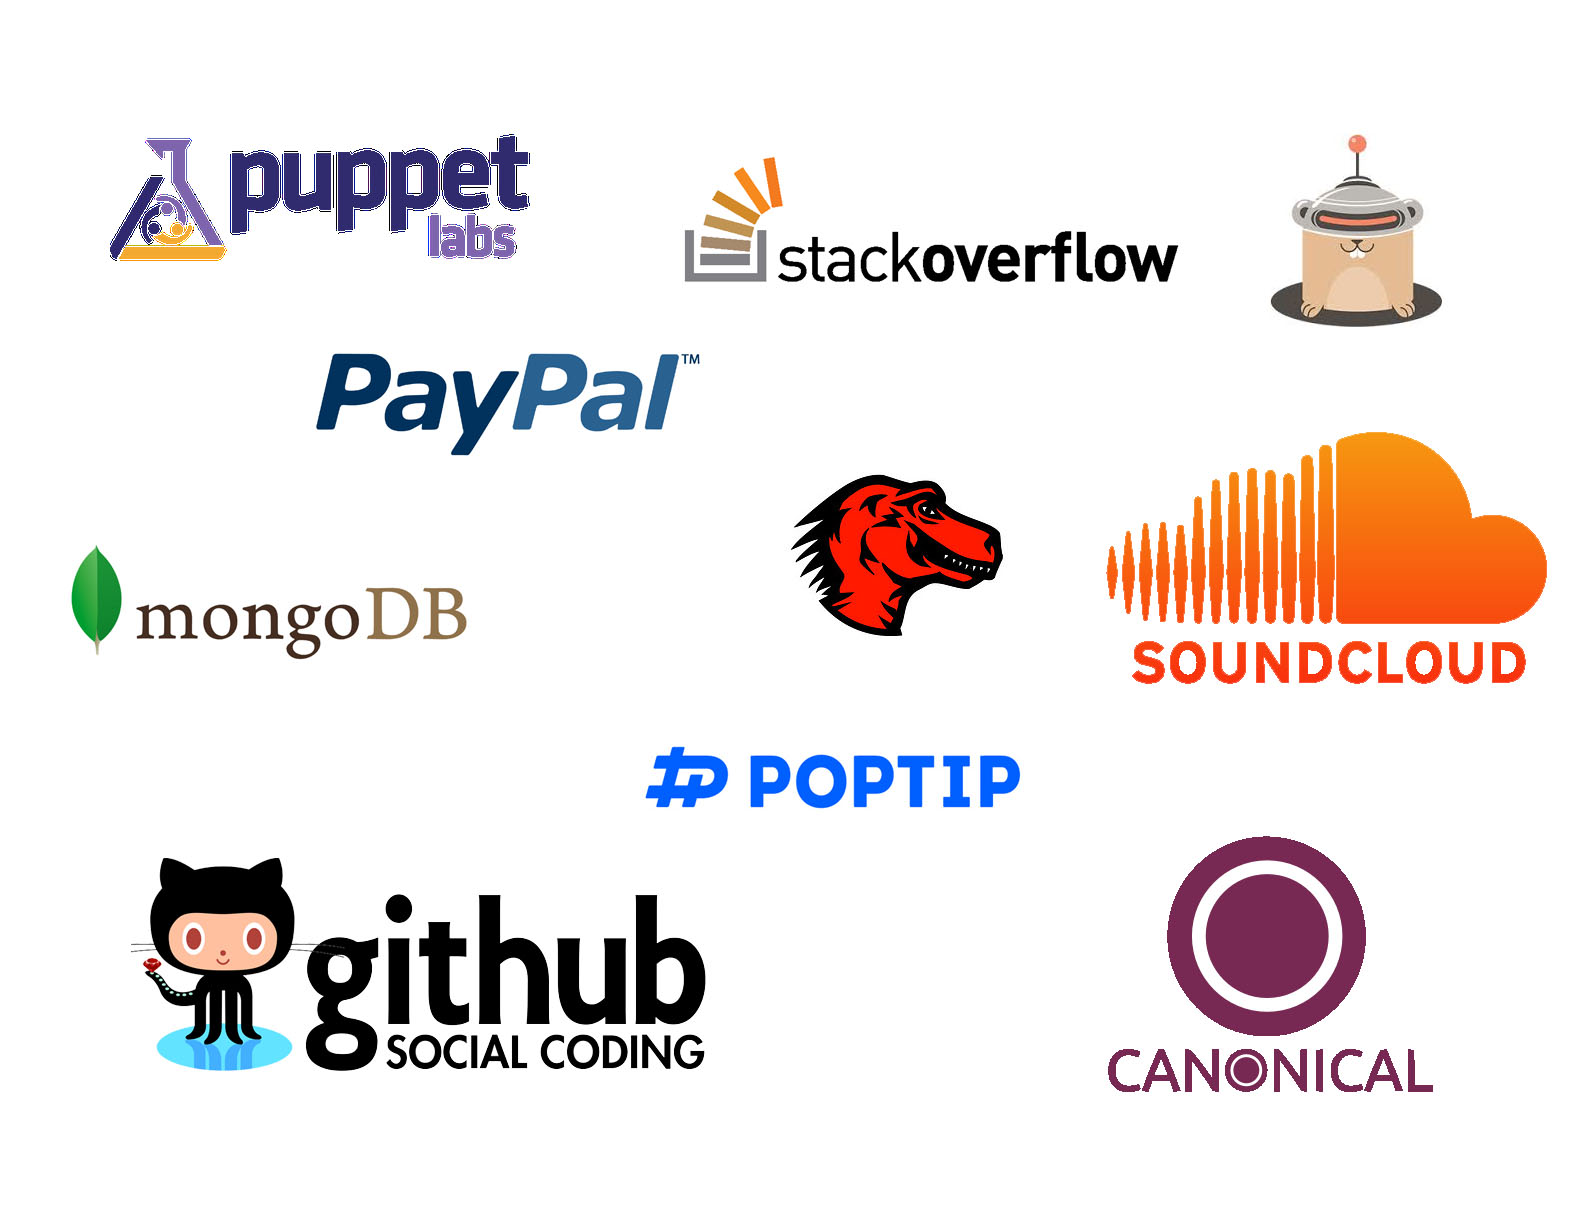 puppet
labs
stackoverflow
PayPal™
mongoDB
SOUNDCLOUD
POPTIP
github
SOCIAL CODING
CANONICAL